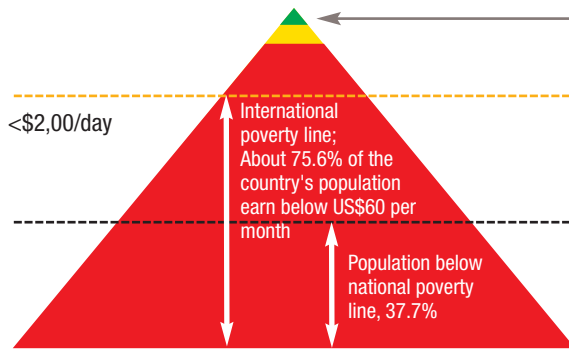 <$2,00/day
International
poverty line;
About 75.6% of the
country's population
earn below US$60 per
month
Population below
national poverty
line, 37.7%